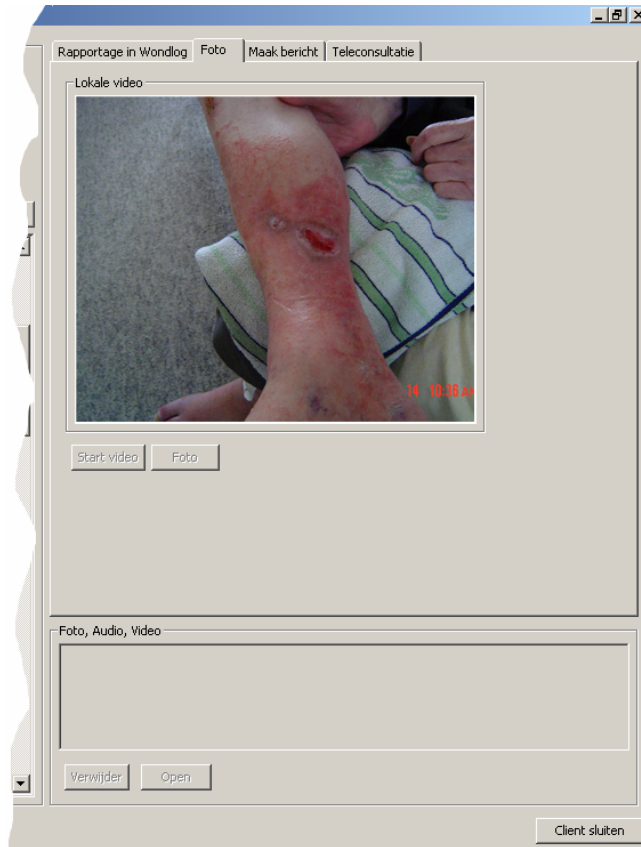 Rapportage in Wondlog Foto Maak bericht Teleconsultatie
Lokale video
14 10:36
Start video Foto
Foto, Audio, Video
Verwijder Open
Client sluiten